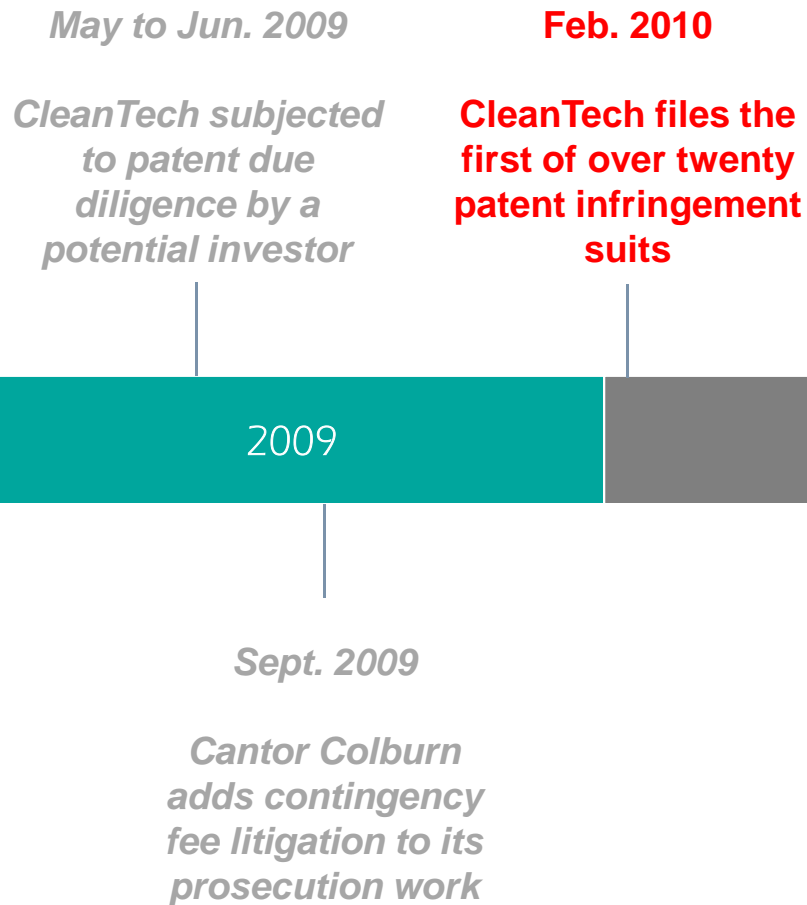 May to Jun. 2009
CleanTech subjected
to patent due
diligence by a
potential investor
Feb. 2010
CleanTech files the
first of over twenty
patent infringement
suits
2009
Sept. 2009
Cantor Colburn
adds contingency
fee litigation to its
prosecution work